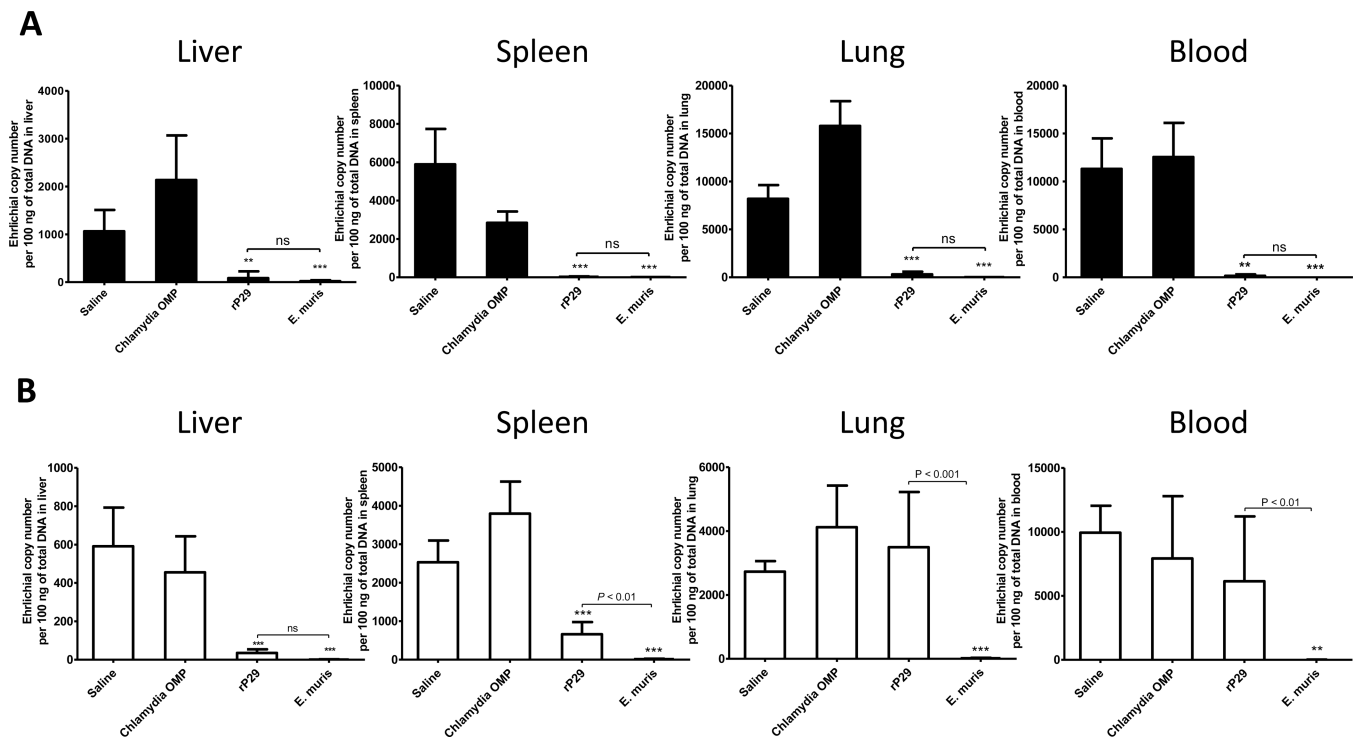 A
Liver
Spleen
Lung
Blood
Ehrlichial copy number
per 100 ng of total DNA in liver
4000
3000
2000
1000
0
ns
**
***
Saline
Chlamydia OMP
rP29
E. muris
Ehrlichial copy number
per 100 ng of total DNA in spleen
10000
8000
6000
4000
2000
0
ns
***
***
Saline
Chlamydia OMP
rP29
E. muris
Ehrlichial copy number
per 100 ng of total DNA in lung
20000
15000
10000
5000
0
ns
***
***
Saline
Chlamydia OMP
rP29
E. muris
Ehrlichial copy number
per 100 ng of total DNA in blood
20000
15000
10000
5000
0
ns
**
***
Saline
Chlamydia OMP
rP29
E. muris
B
Liver
Spleen
Lung
Blood
Ehrlichial copy number
per 100 ng of total DNA in liver
1000
800
600
400
200
0
ns
***
***
Saline
Chlamydia OMP
rP29
E. muris
Ehrlichial copy number
per 100 ng of total DNA in spleen
5000
4000
3000
2000
1000
0
P < 0.01
***
***
Saline
Chlamydia OMP
rP29
E. muris
Ehrlichial copy number
per 100 ng of total DNA in lung
6000
4000
2000
0
P < 0.001
***
Saline
Chlamydia OMP
rP29
E. muris
Ehrlichial copy number
per 100 ng of total DNA in blood
15000
10000
5000
0
P < 0.01
**
Saline
Chlamydia OMP
rP29
E. muris